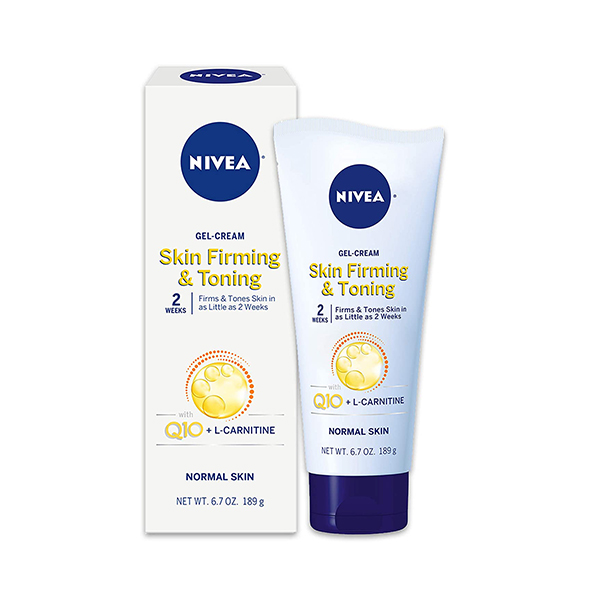 NIVEA
NIVEA
GEL-CREAM
Skin Firming
& Toning
2
WEEKS
Firms & Tones Skin in
as Little as 2 Weeks
with
Q10 + L-CARNITINE
NORMAL SKIN
NET WT. 6.7 OZ. 189 g
NIVEA
GEL-CREAM
Skin Firming
& Toning
2
WEEKS
Firms & Tones Skin in
as Little as 2 Weeks
with
Q10 + L-CARNITINE
NORMAL SKIN
NET WT. 6.7 OZ. 189 g